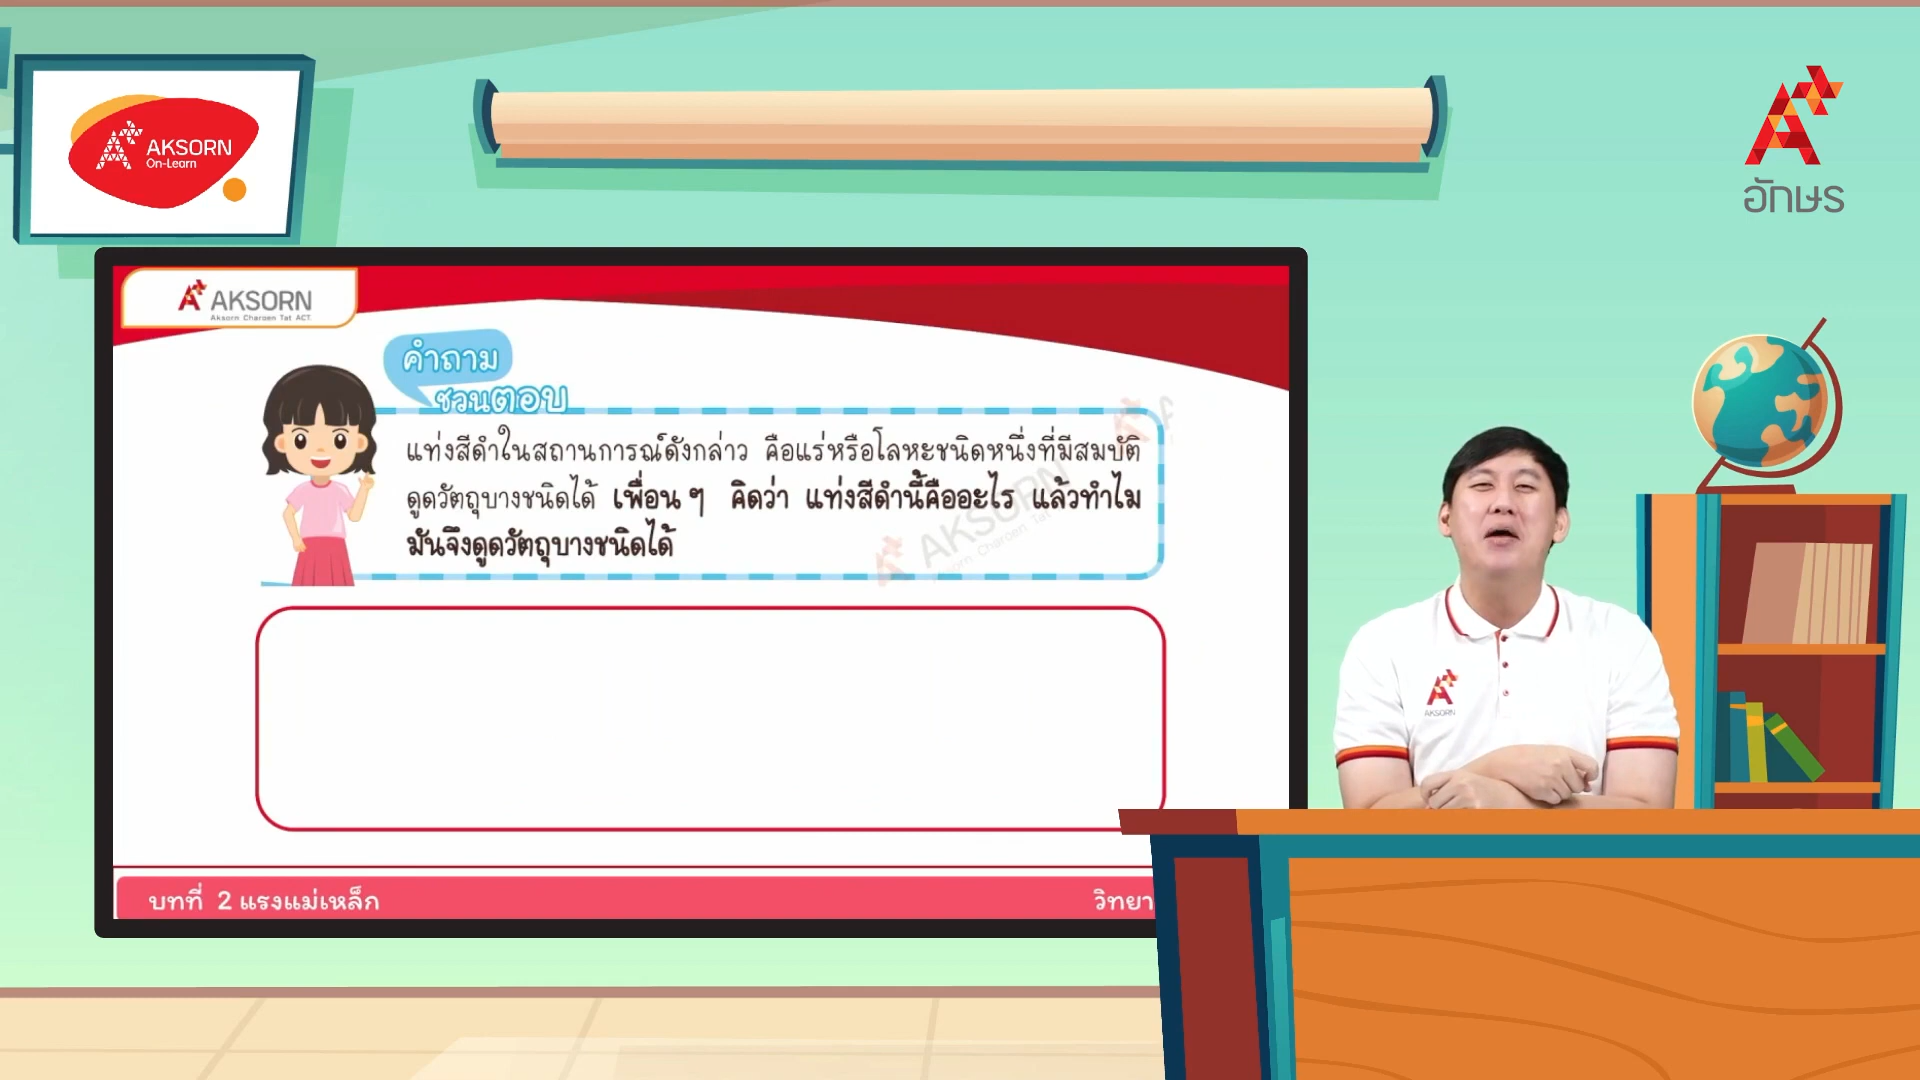 AKSORN
On-Learn
อักษร
AKSORN
Aksorn Charoen Tat ACT.
คำถาม
ชวนตอบ
แท่งสีดำในสถานการณ์ดังกล่าว คือแร่หรือโลหะชนิดหนึ่งที่มีสมบัติ
ดูดวัตถุบางชนิดได้ เพื่อน ๆ คิดว่า แท่งสีดำนี้คืออะไร แล้วทำไม
มันจึงดูดวัตถุบางชนิดได้
AKSORN
AKSORN
บทที่ 2 แรงแม่เหล็ก
วิทยา